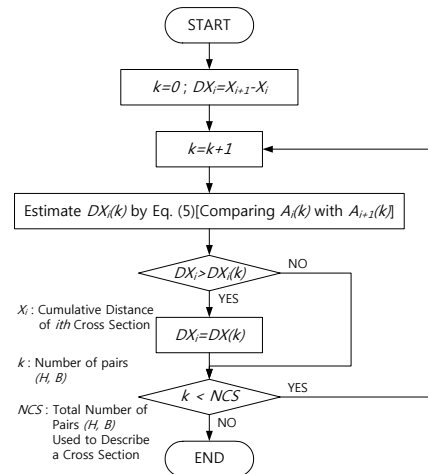 START
k=0 ; DXi=Xi+1-Xi
k=k+1
Estimate DXi(k) by Eq. (5)[Comparing Ai(k) with Ai+1(k)]
DXi>DXi(k)
NO
YES
Xi : Cumulative Distance
of ith Cross Section
DXi=DX(k)
k : Number of pairs
(H, B)
k < NCS
YES
NCS : Total Number of
Pairs (H, B)
Used to Describe
a Cross Section
NO
END